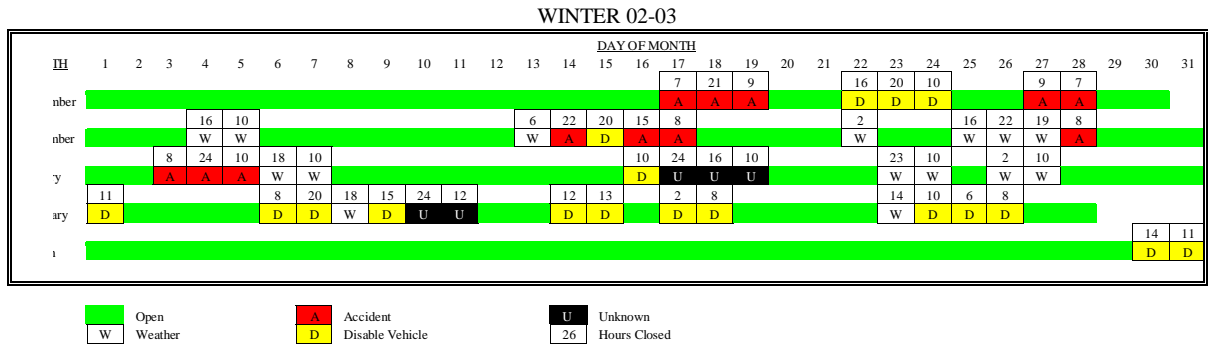 WINTER 02-03
DAY OF MONTH
TH 1 2 3 4 5 6 7 8 9 10 11 12 13 14 15 16 17 18 19 20 21 22 23 24 25 26 27 28 29 30 31
7 21 9 16 20 10 9 7
mber A A A D D D A A
16 10 6 22 20 15 8 2 16 22 19 8
nber W W W A D A A W W W W A
8 24 10 18 10 10 24 16 10 23 10 2 10
y A A A W W D U U U W W W W
11 8 20 18 15 24 12 12 13 2 8 14 10 6 8
ary D D D W D U U D D D D W D D D
14 11
D D
Open A Accident U Unknown
W Weather D Disable Vehicle 26 Hours Closed